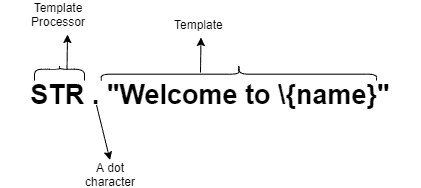 Template
Processor
Template
STR . "Welcome to \{name}"
A dot
character